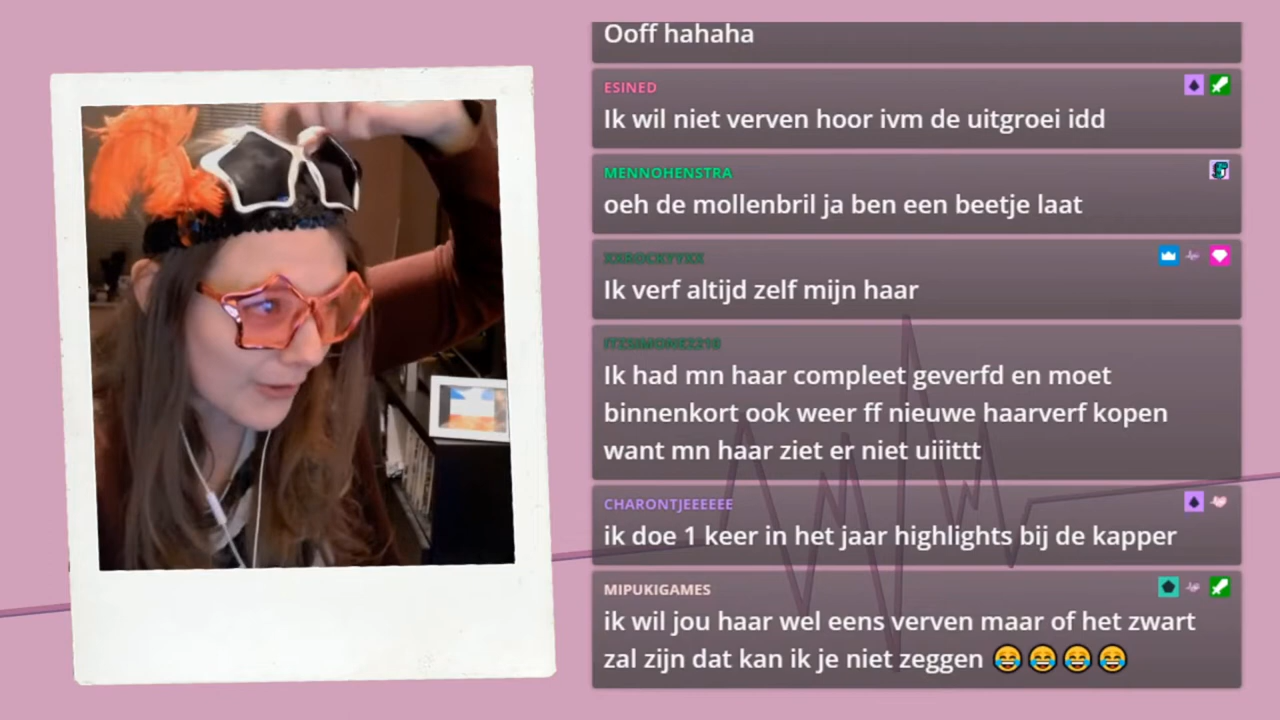 Ooff hahaha
ESINED
Ik wil niet verven hoor ivm de uitgroei idd
MENNOHENSTRA
oeh de mollenbril ja ben een beetje laat
XXROCKYYXX
Ik verf altijd zelf mijn haar
ITZSIMONE2210
Ik had mn haar compleet geverfd en moet
binnenkort ook weer ff nieuwe haarverf kopen
want mn haar ziet er niet uiiittt
CHARONTJEEEEEE
ik doe 1 keer in het jaar highlights bij de kapper
MIPUKIGAMES
ik wil jou haar wel eens verven maar of het zwart
zal zijn dat kan ik je niet zeggen 😂😂😂😂